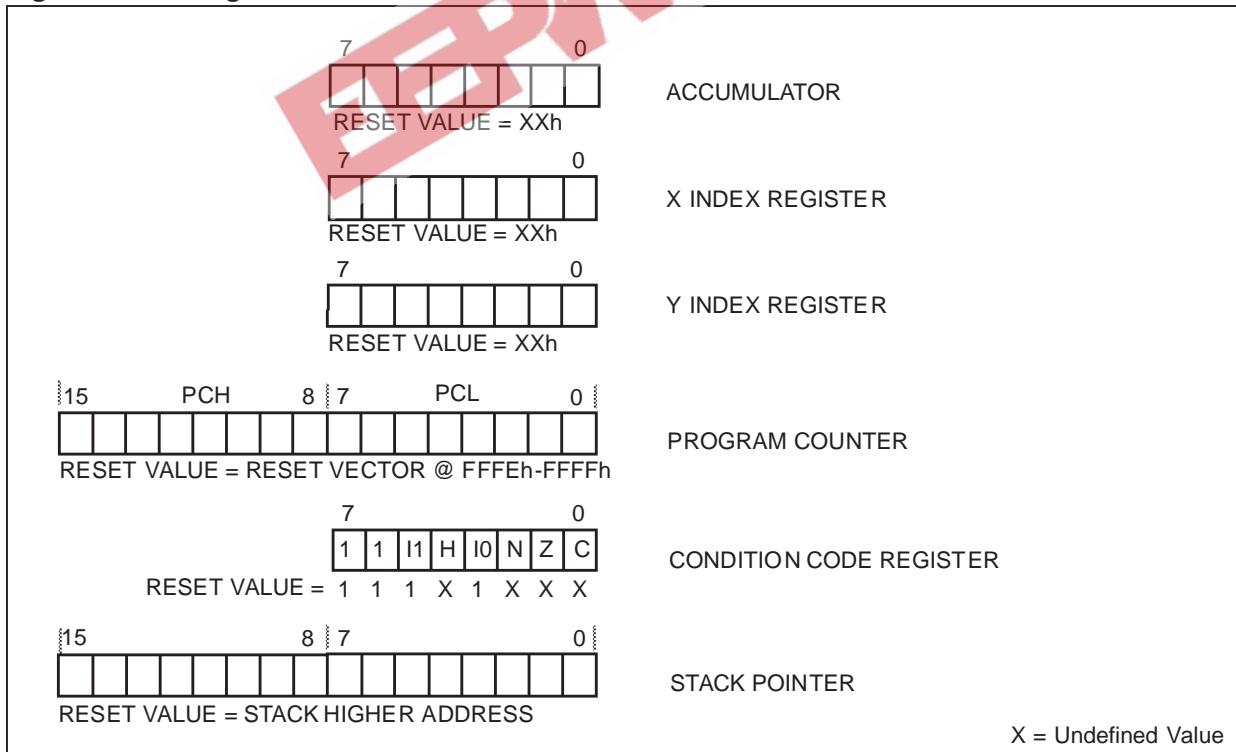 7 0
ACCUMULATOR
RESET VALUE = XXh
7 0
X INDEX REGISTER
RESET VALUE = XXh
7 0
Y INDEX REGISTER
RESET VALUE = XXh
15 PCH 8 7 PCL 0
PROGRAM COUNTER
RESET VALUE = RESET VECTOR @ FFFEh-FFFFh
7 0
1 1 I1 H I0 N Z C
CONDITION CODE REGISTER
RESET VALUE = 1 1 1 X 1 X X X
15 8 7 0
STACK POINTER
RESET VALUE = STACK HIGHER ADDRESS
X = Undefined Value